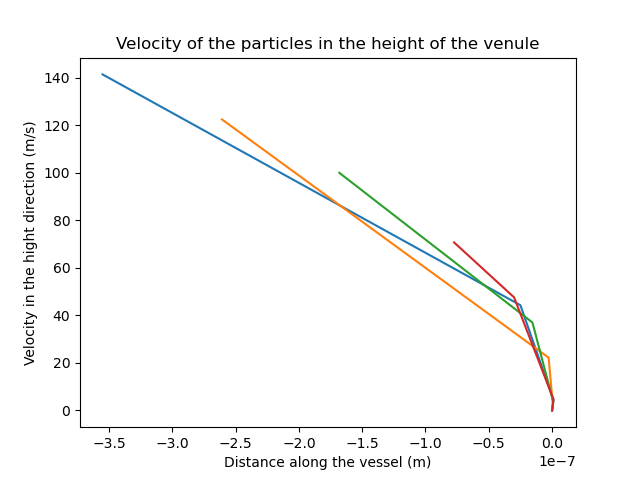 Velocity of the particles in the height of the venule
Velocity in the hight direction (m/s)
140
120
100
80
60
40
20
0
−3.5 −3.0 −2.5 −2.0 −1.5 −1.0 −0.5 0.0
1e−7
Distance along the vessel (m)